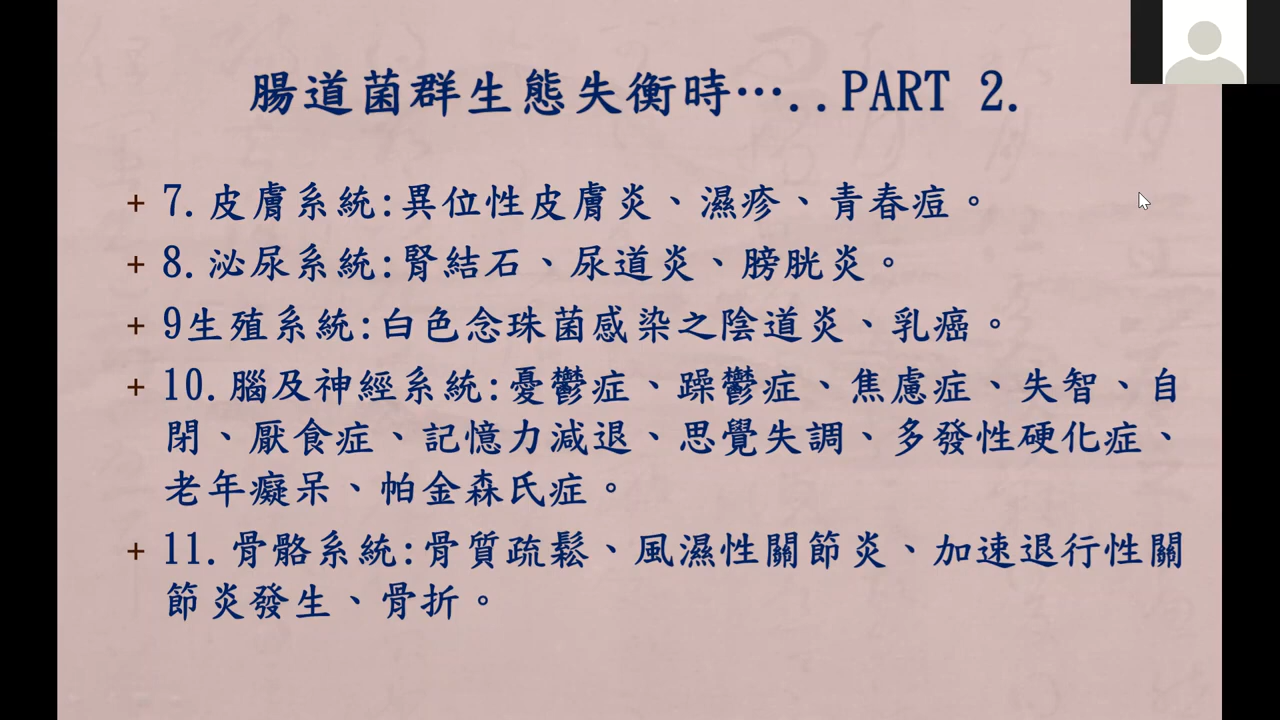 腸道菌群生態失衡時…..PART 2.
+ 7.皮膚系統:異位性皮膚炎、濕疹、青春痘。
+ 8.泌尿系統:腎結石、尿道炎、膀胱炎。
+ 9生殖系統:白色念珠菌感染之陰道炎、乳癌。
+ 10.腦及神經系統:憂鬱症、躁鬱症、焦慮症、失智、自
閉、厭食症、記憶力減退、思覺失調、多發性硬化症、
老年癡呆、帕金森氏症。
+ 11.骨骼系統:骨質疏鬆、風濕性關節炎、加速退行性關
節炎發生、骨折。